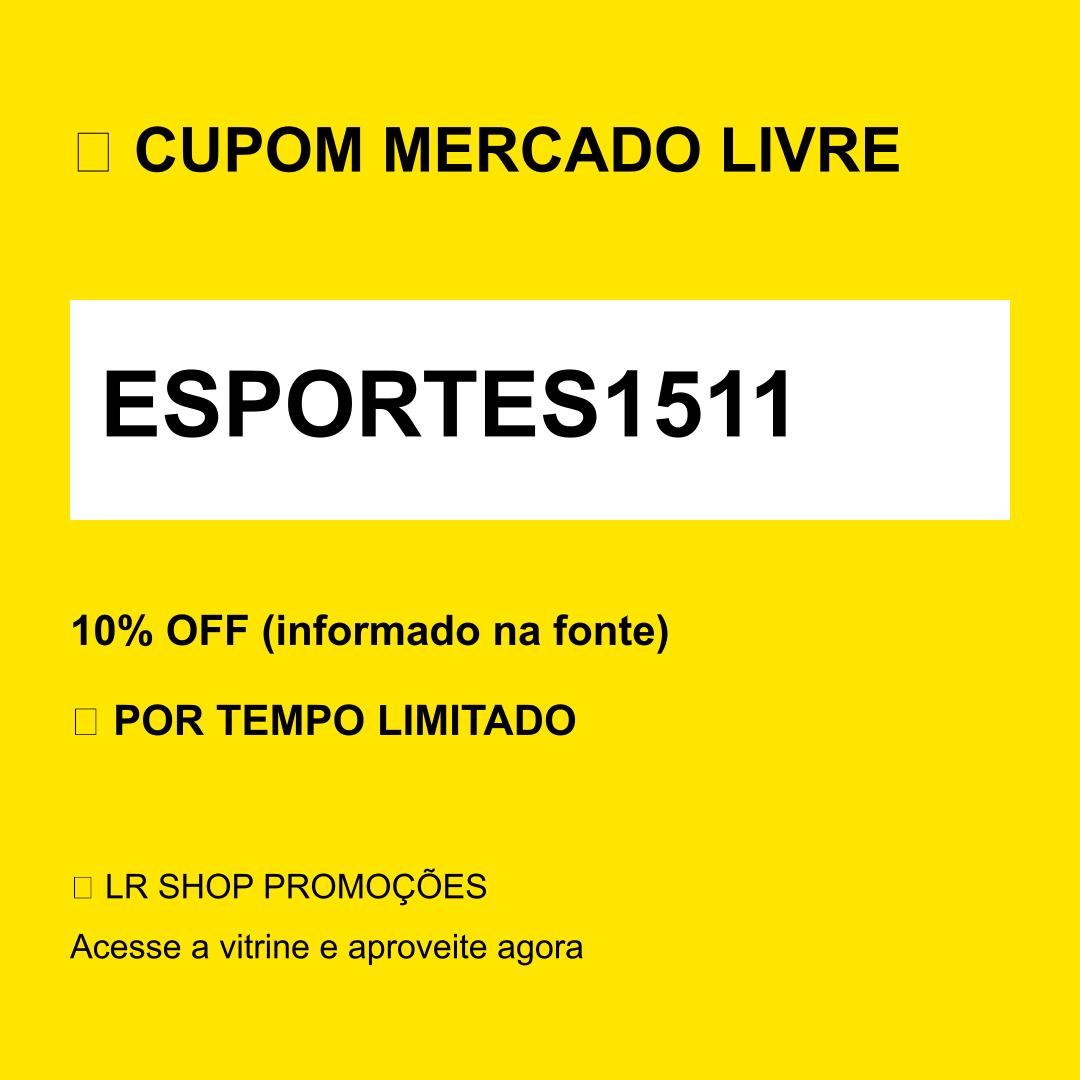 □ CUPOM MERCADO LIVRE
ESPORTES1511
10% OFF (informado na fonte)
□ POR TEMPO LIMITADO
□ LR SHOP PROMOÇÕES
Acesse a vitrine e aproveite agora